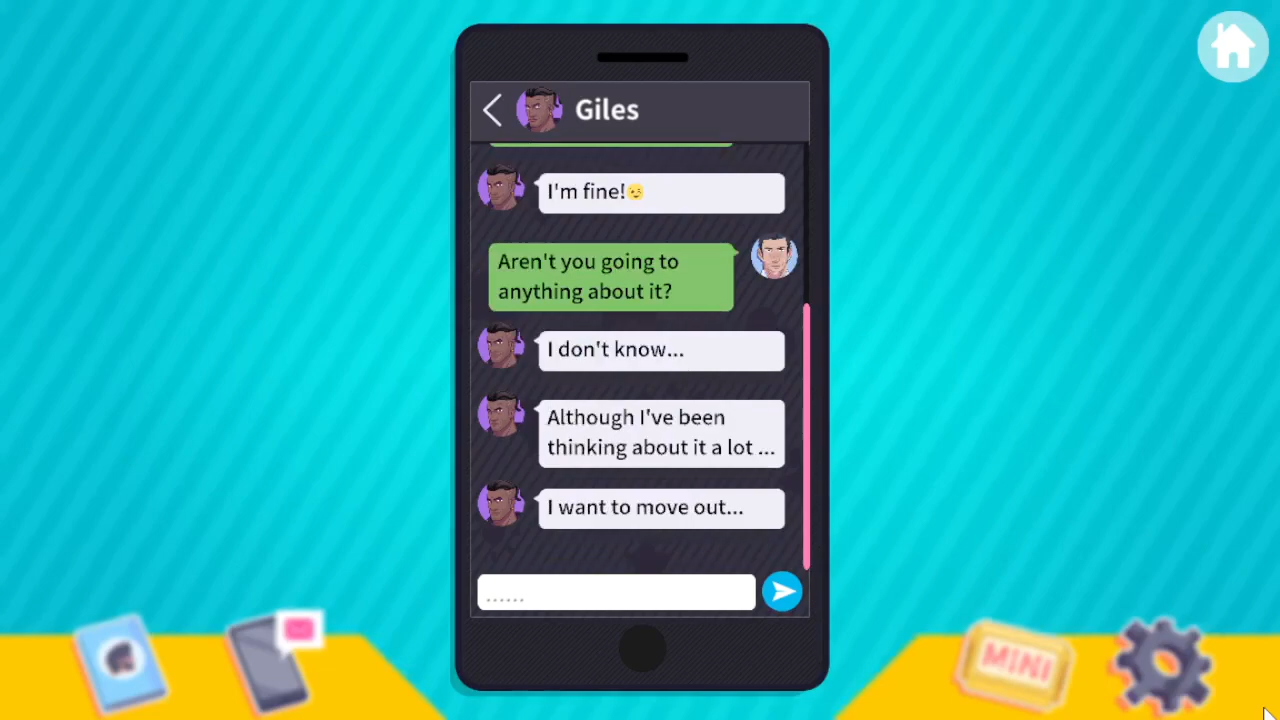 Giles
I'm fine!😉
Aren't you going to
anything about it?
I don't know...
Although I've been
thinking about it a lot ...
I want to move out...
......
MINI